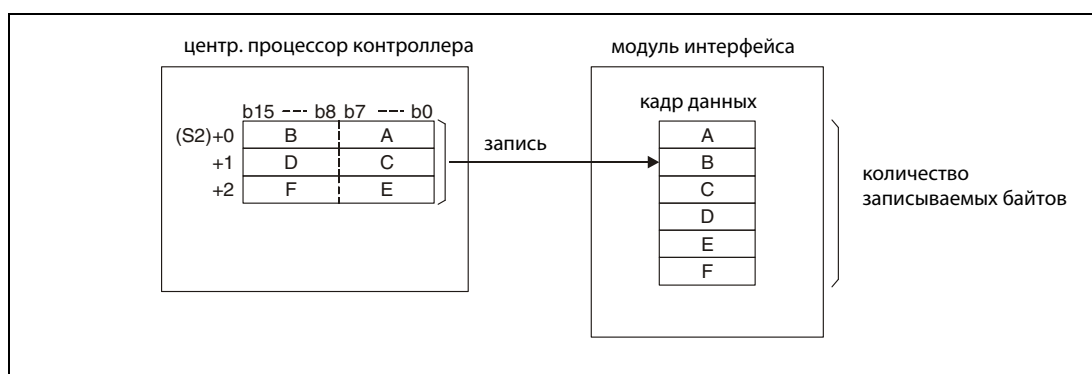 центр. процессор контроллера
модуль интерфейса
кадр данных
b15 --- b8 b7 --- b0
(S2)+0 B A
+1 D C
+2 F E
запись
A
B
C
D
E
F
количество
записываемых байтов